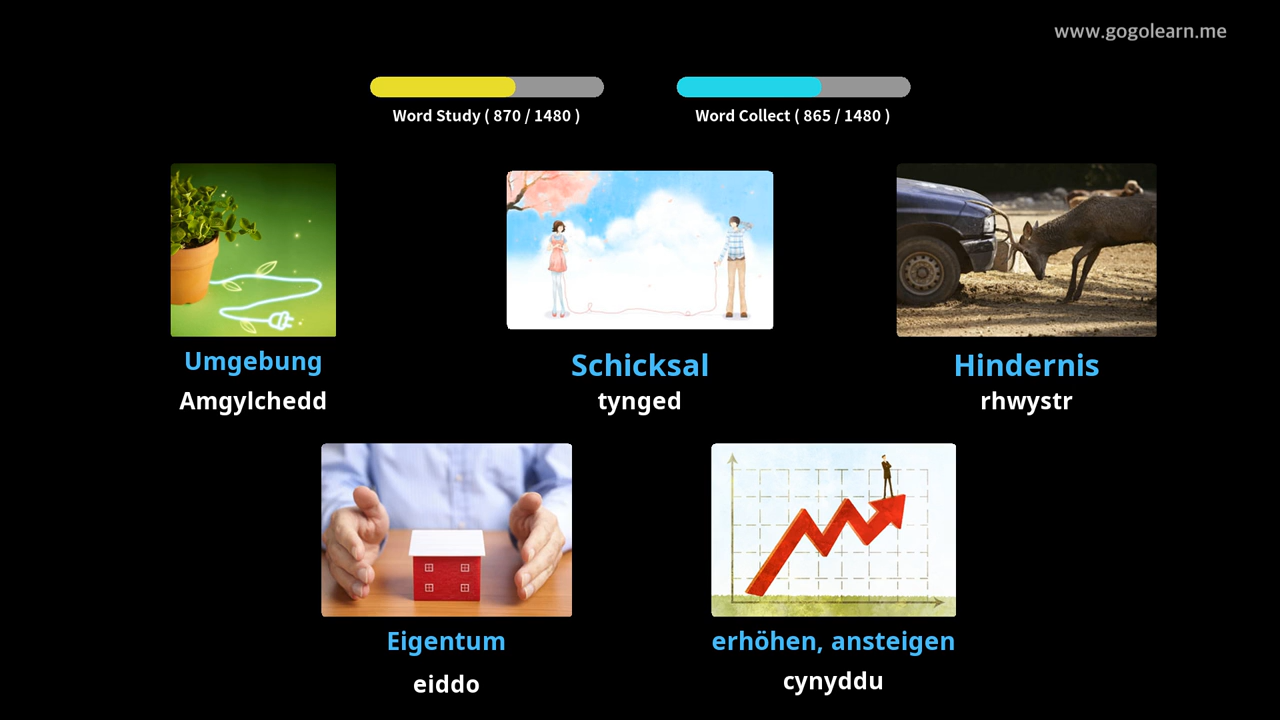 www.gogolearn.me
Word Study ( 870 / 1480 )
Word Collect ( 865 / 1480 )
Umgebung
Amgylchedd
Schicksal
tynged
Hindernis
rhwystr
Eigentum
eiddo
erhöhen, ansteigen
cynyddu